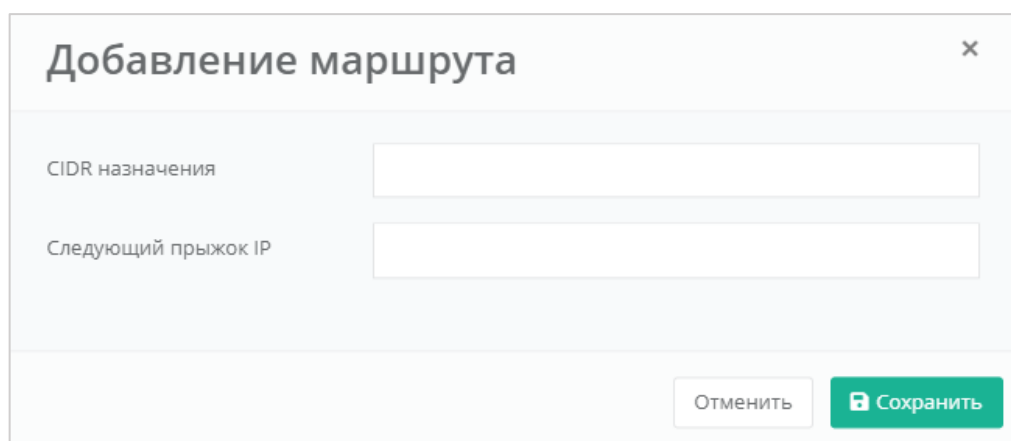 Добавление маршрута
CIDR назначения
Следующий прыжок IP
Отменить
Сохранить